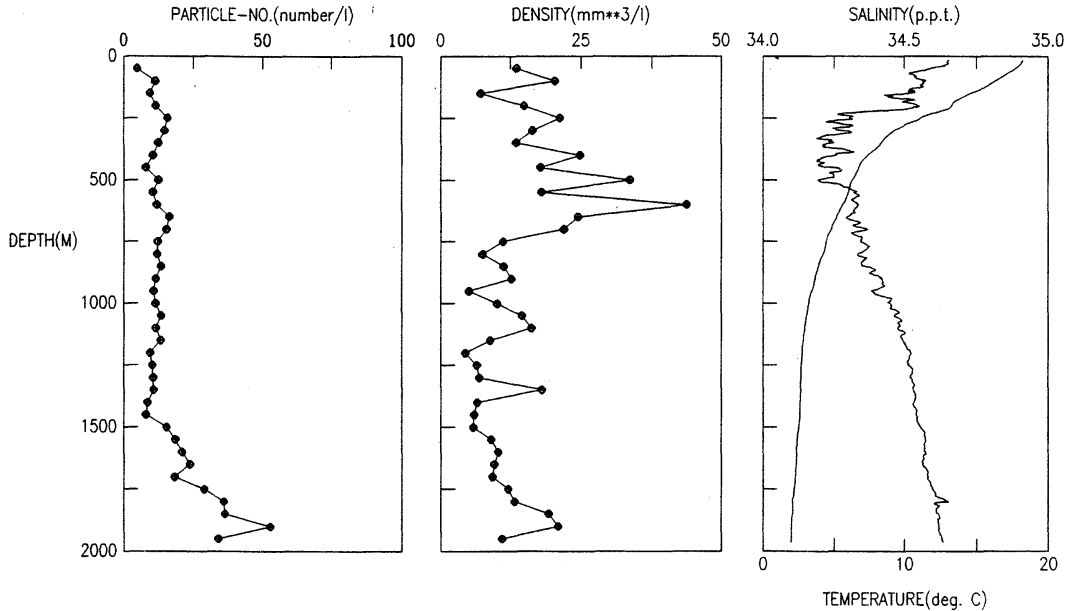 PARTICLE-NO.(number/l)
0 50 100
DENSITY(mm**3/l)
0 25 50
SALINITY(p.p.t.)
34.0 34.5 35.0
0
500
DEPTH(M)
1000
1500
2000
0 10 20
TEMPERATURE(deg. C)